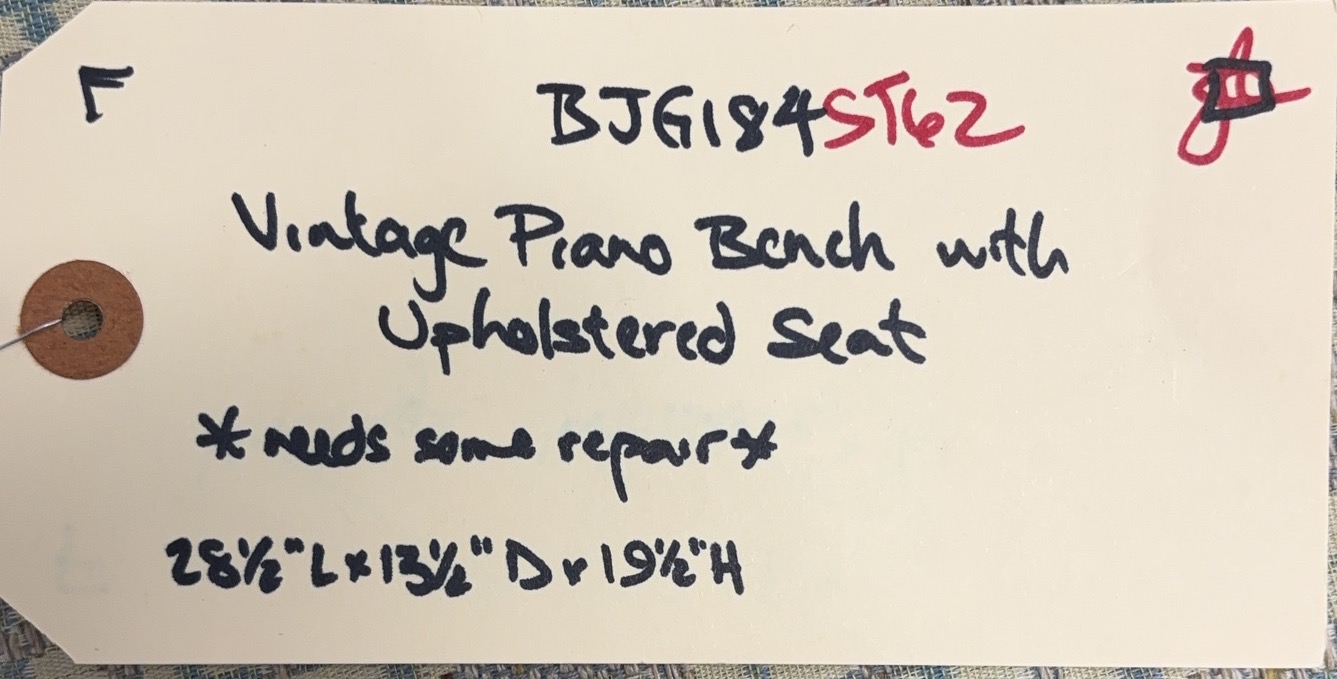 F BJG184ST62
Vintage Piano Bench with
Upholstered Seat
*needs some repair*
28½" L x 13½" D x 19½" H